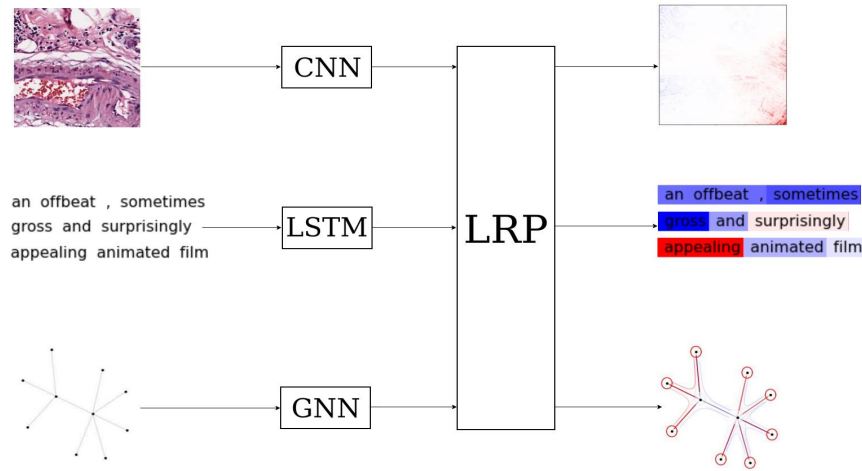 CNN
an offbeat , sometimes
gross and surprisingly
appealing animated film
LSTM
LRP
an offbeat , sometimes
gross and surprisingly
appealing animated film
GNN